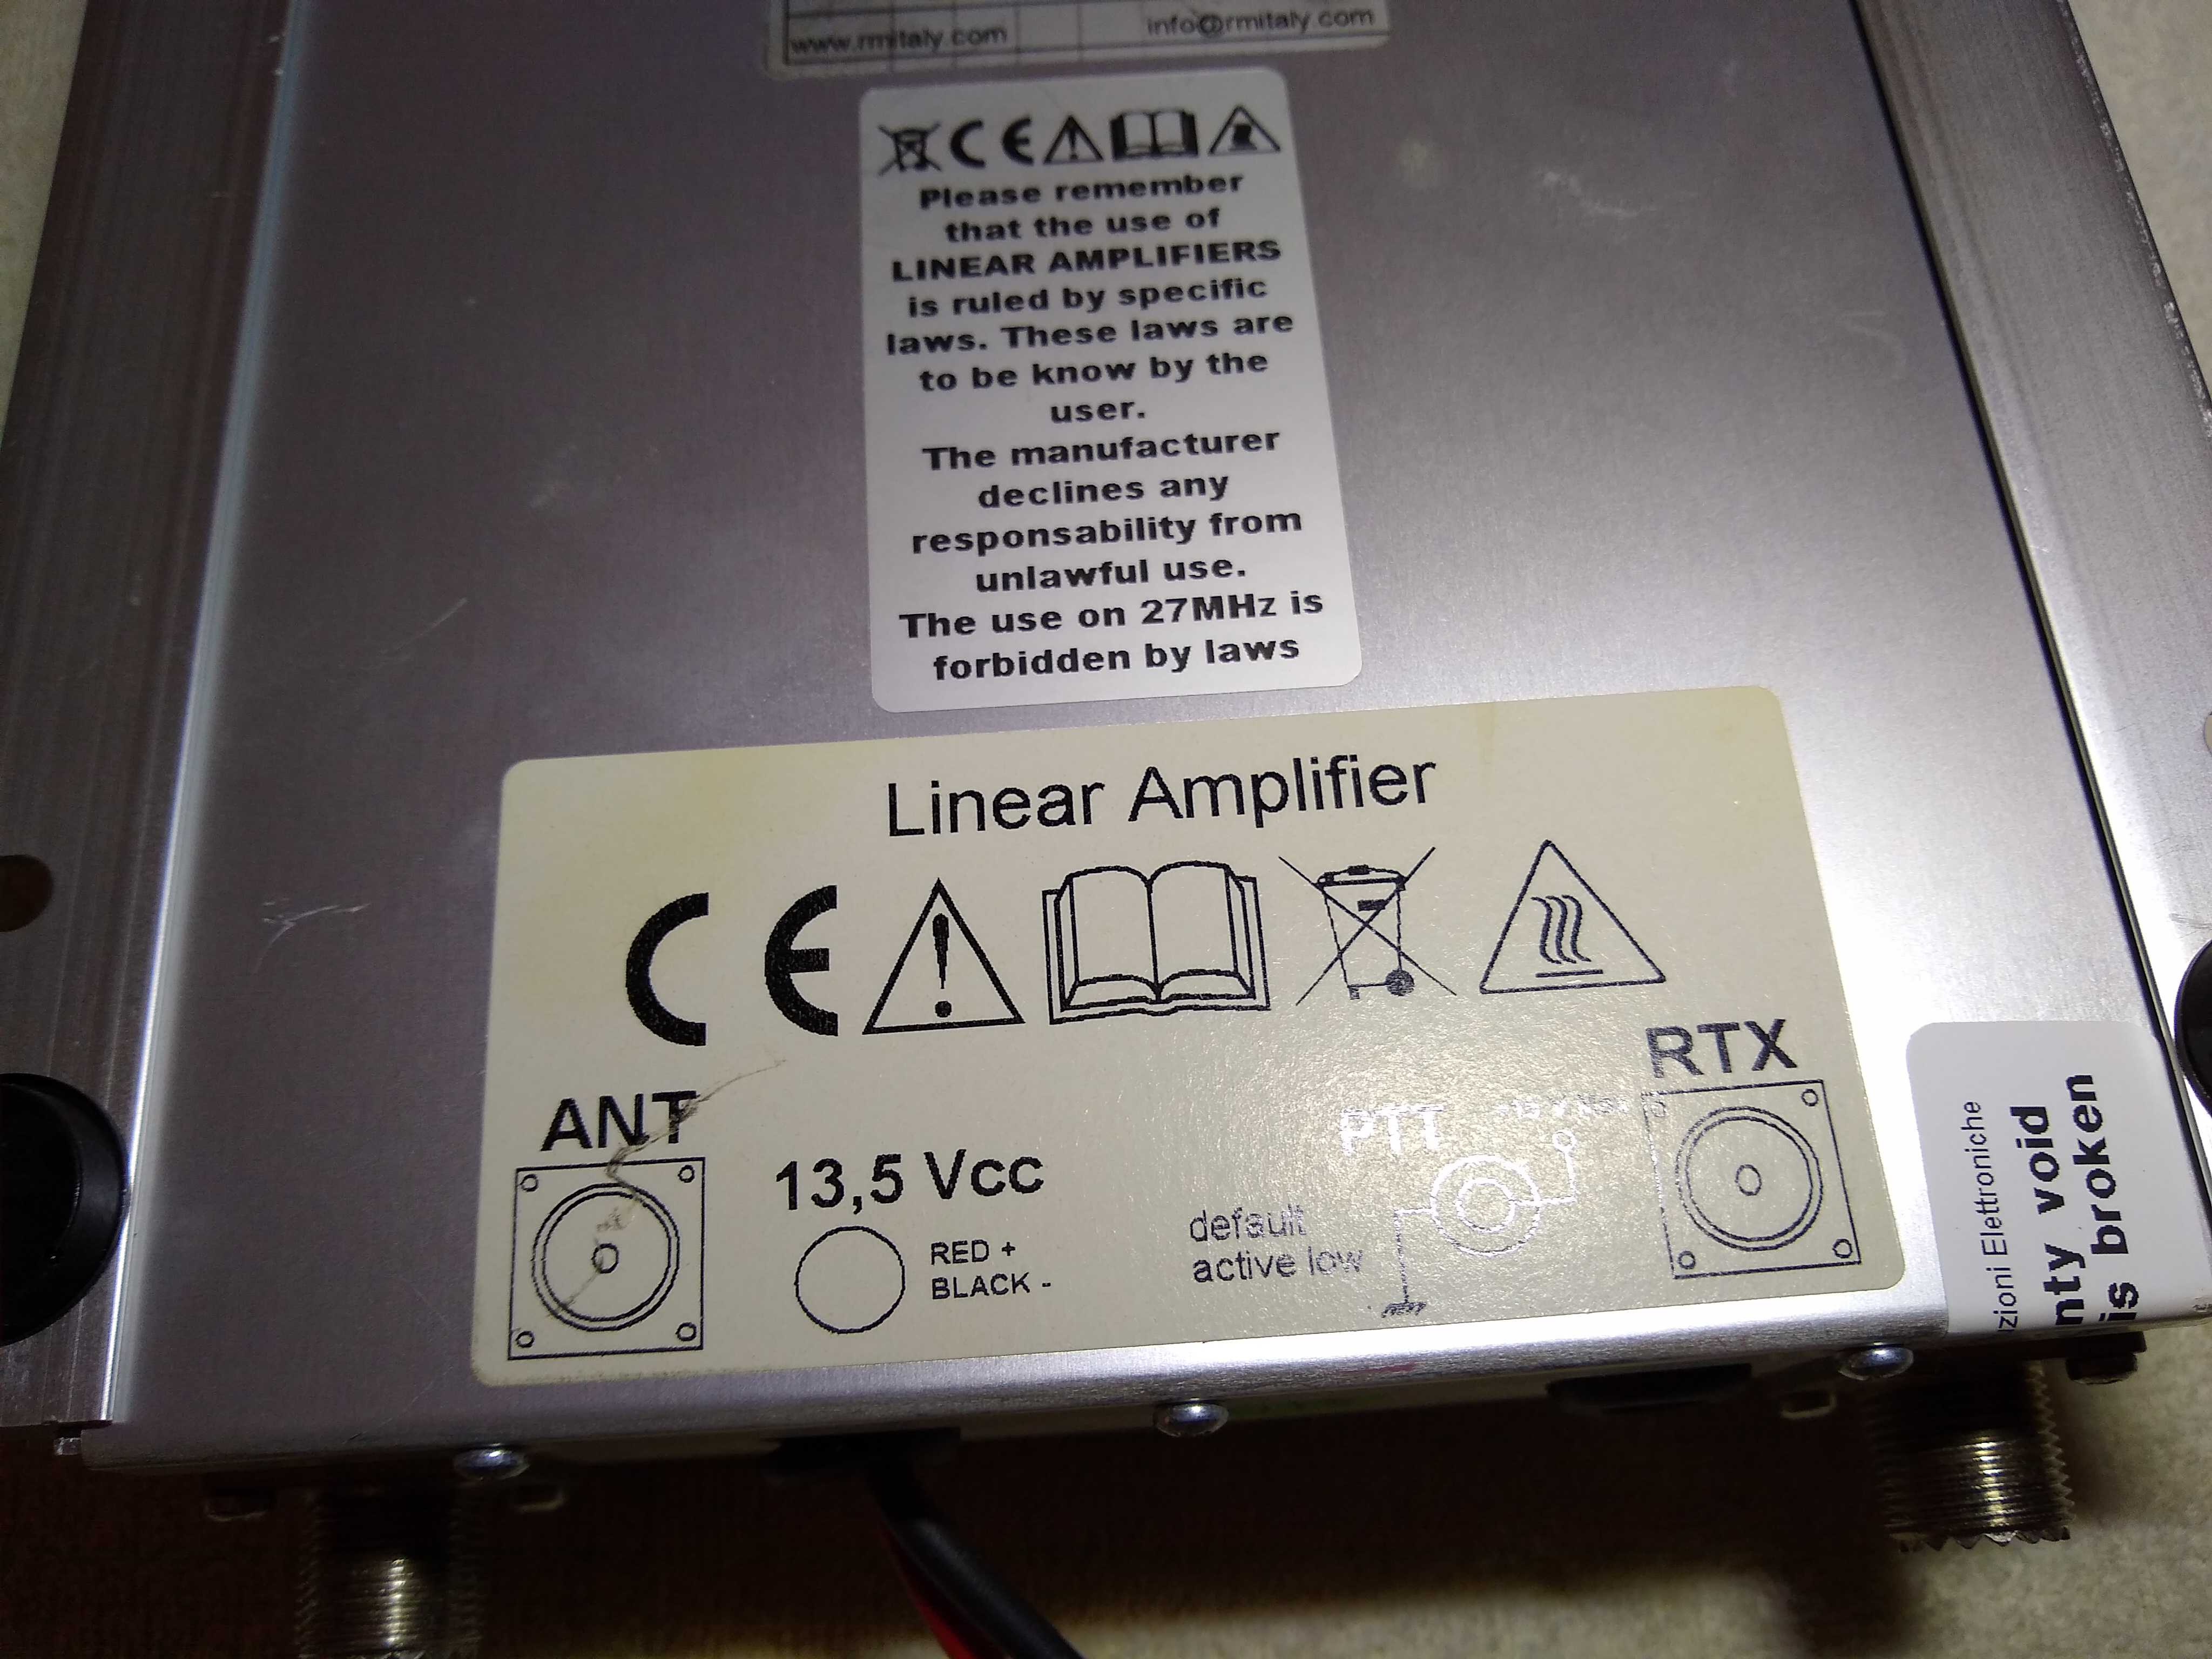 www.rmitaly.com
info@rmitaly.com
CE
Please remember
that the use of
LINEAR AMPLIFIERS
is ruled by specific
laws. These laws are
to be know by the
user.
The manufacturer
declines any
responsability from
unlawful use.
The use on 27MHz is
forbidden by laws
Linear Amplifier
CE
ANT
13,5 Vcc
RED +
BLACK -
default
active low
PTT
RTX
zioni Elettroniche
nty void
is broken